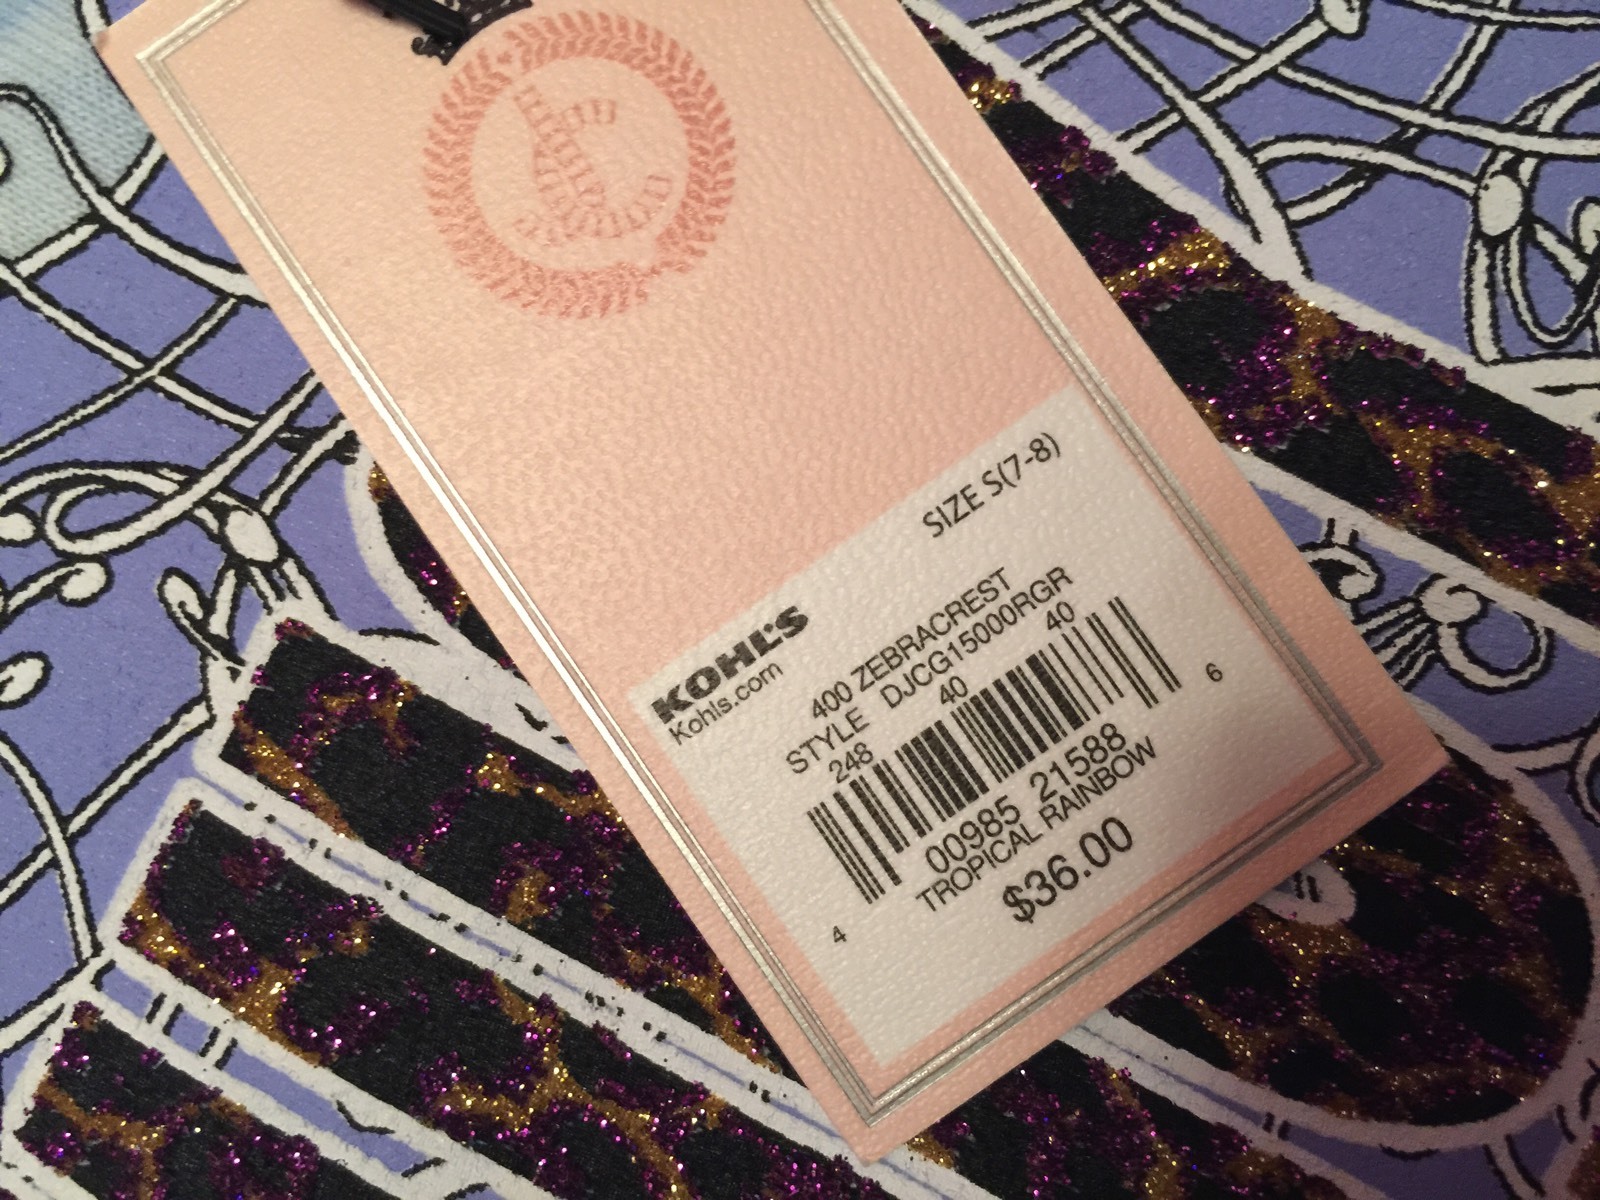 SIZE S(7-8)
KOHL'S
Kohls.com
400 ZEBRACREST
STYLE DJCG15000RGR
248 40 40
4 00985 21588 6
TROPICAL RAINBOW
$36.00